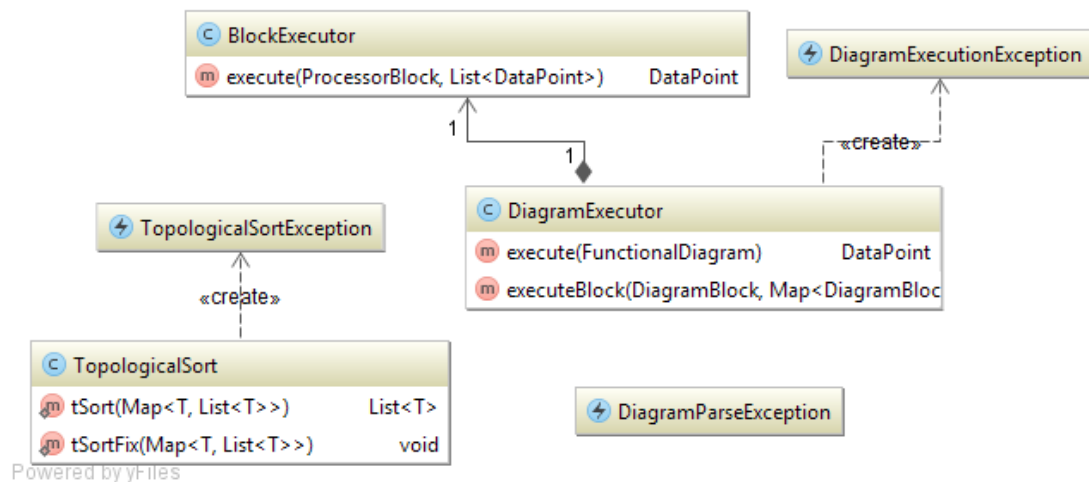 BlockExecutor
execute(ProcessorBlock, List<DataPoint>) DataPoint
DiagramExecutionException
1
1
«create»
DiagramExecutor
execute(FunctionalDiagram) DataPoint
executeBlock(DiagramBlock, Map<DiagramBloc
TopologicalSortException
«create»
TopologicalSort
tSort(Map<T, List<T>>) List<T>
tSortFix(Map<T, List<T>>) void
DiagramParseException
Powered by yFiles